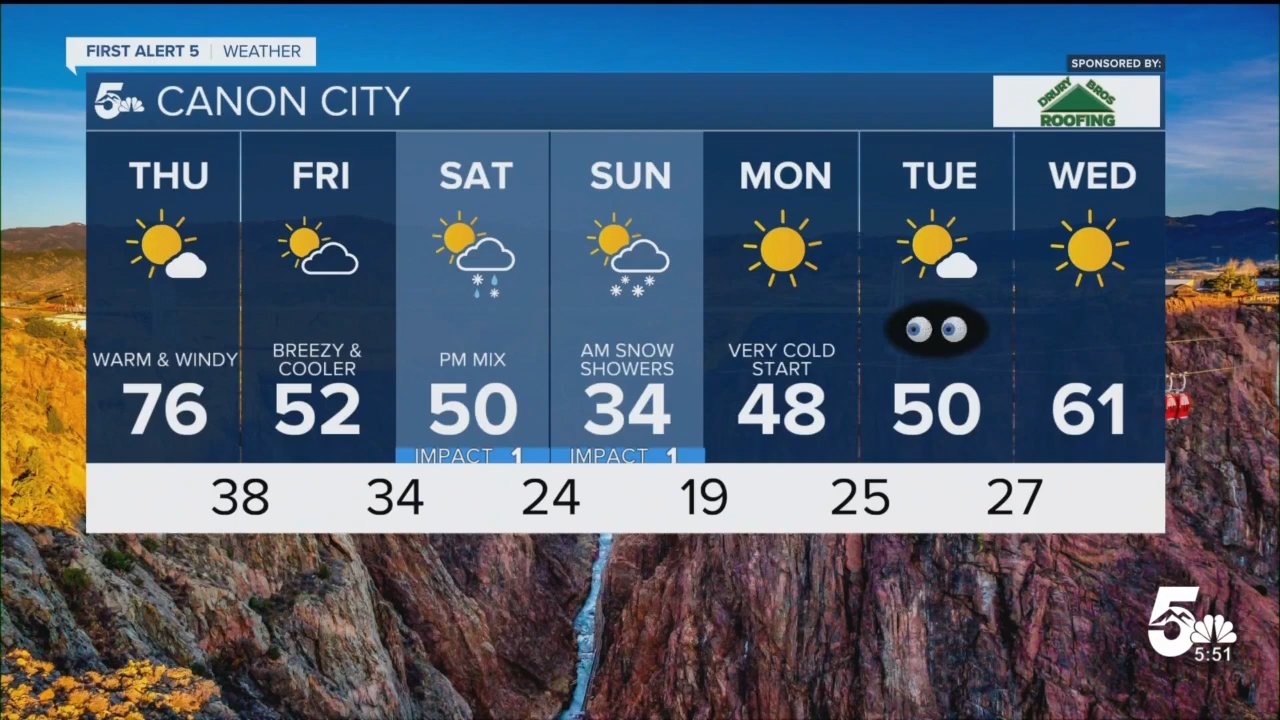 FIRST ALERT 5 | WEATHER
SPONSORED BY:
5 CANON CITY
DRURY BROS
ROOFING
THU FRI SAT SUN MON TUE WED
WARM & WINDY
BREEZY &
COOLER
PM MIX
AM SNOW
SHOWERS
VERY COLD
START
76 52 50 34 48 50 61
IMPACT 1 IMPACT 1
38 34 24 19 25 27
5
5:51